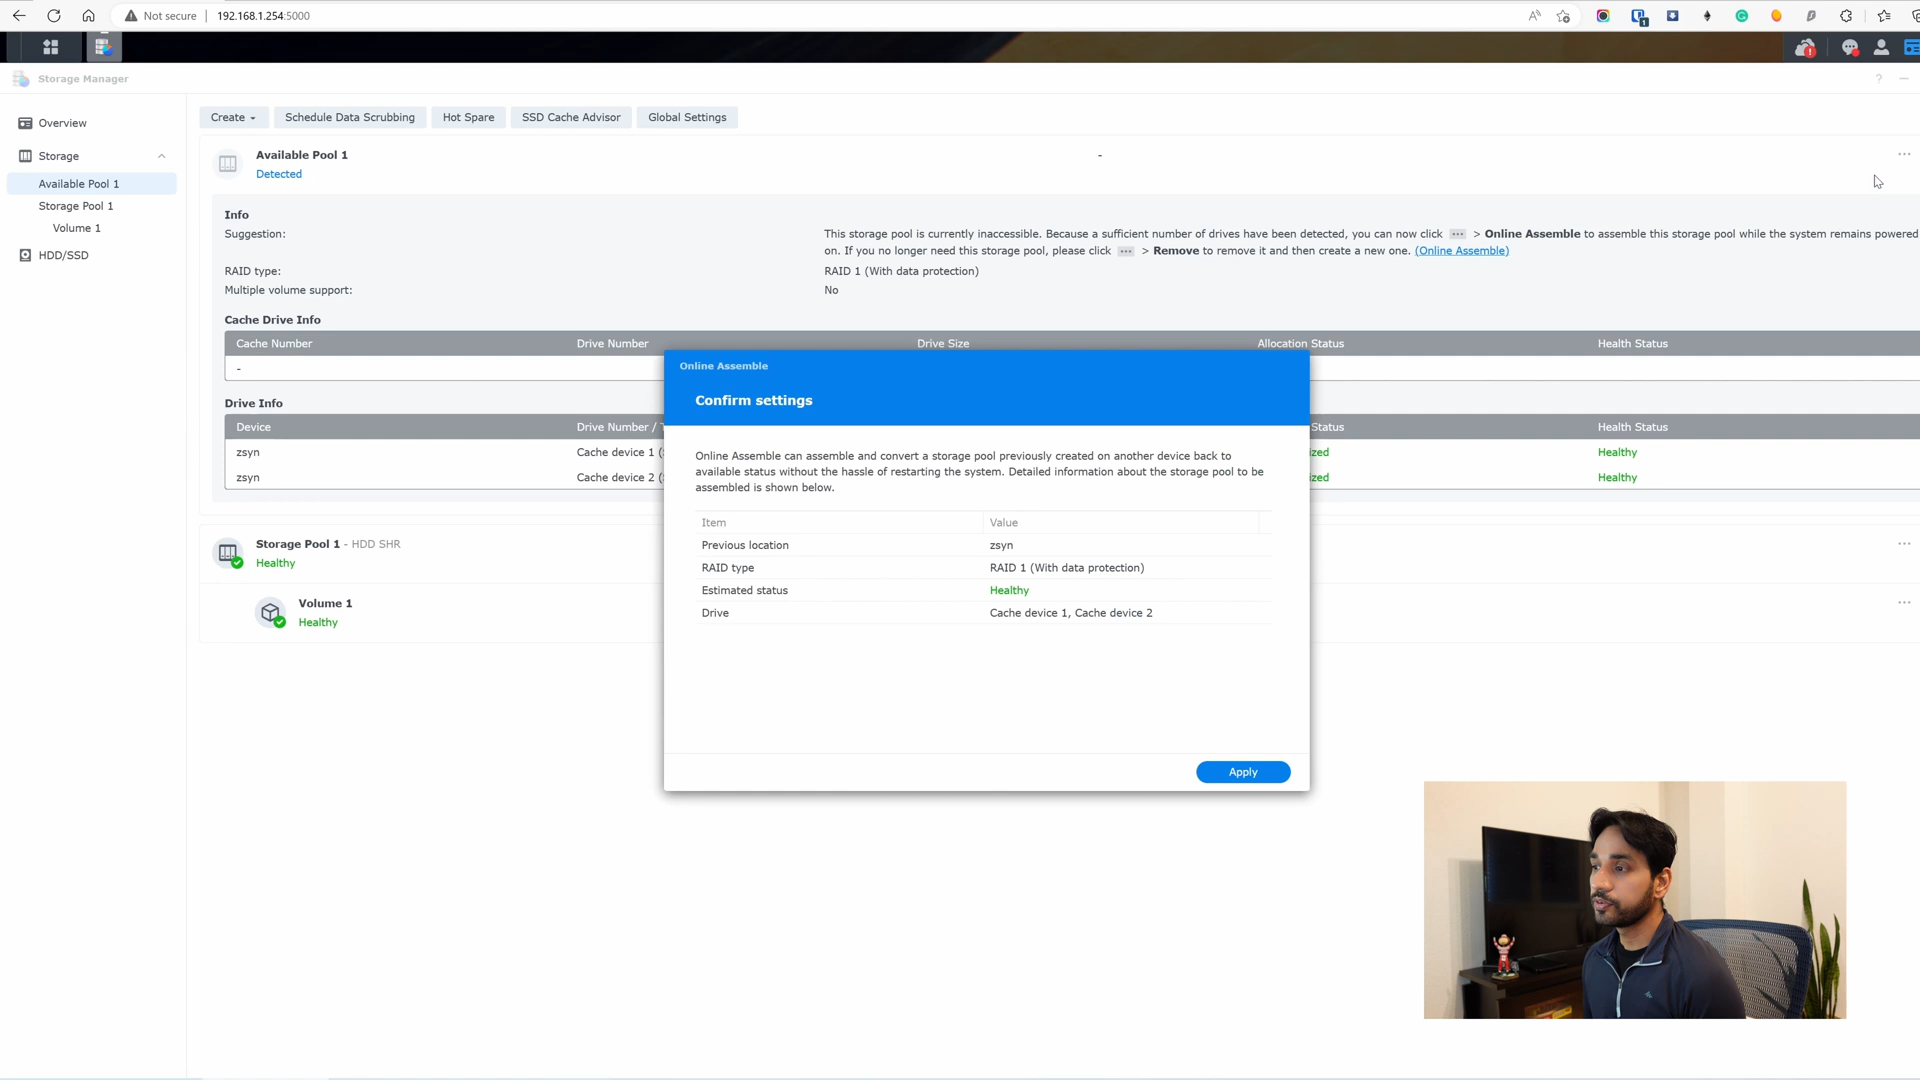 Not secure
192.168.1.254:5000
Storage Manager
?
Overview
Storage
Available Pool 1
Storage Pool 1
Volume 1
HDD/SSD
Create
Schedule Data Scrubbing
Hot Spare
SSD Cache Advisor
Global Settings
Available Pool 1
-
Detected
Info
Suggestion:
This storage pool is currently inaccessible. Because a sufficient number of drives have been detected, you can now click ··· > Online Assemble to assemble this storage pool while the system remains powered
on. If you no longer need this storage pool, please click ··· > Remove to remove it and then create a new one. (Online Assemble)
RAID type:
RAID 1 (With data protection)
Multiple volume support:
No
Cache Drive Info
Cache Number
Drive Number
Drive Size
Allocation Status
Health Status
-
Drive Info
Device
Drive Number /
Status
Health Status
zsyn
Cache device 1 (
zed
Healthy
zsyn
Cache device 2 (
zed
Healthy
Storage Pool 1 - HDD SHR
Healthy
Volume 1
Healthy
Online Assemble
Confirm settings
Online Assemble can assemble and convert a storage pool previously created on another device back to
available status without the hassle of restarting the system. Detailed information about the storage pool to be
assembled is shown below.
Item
Value
Previous location
zsyn
RAID type
RAID 1 (With data protection)
Estimated status
Healthy
Drive
Cache device 1, Cache device 2
Apply